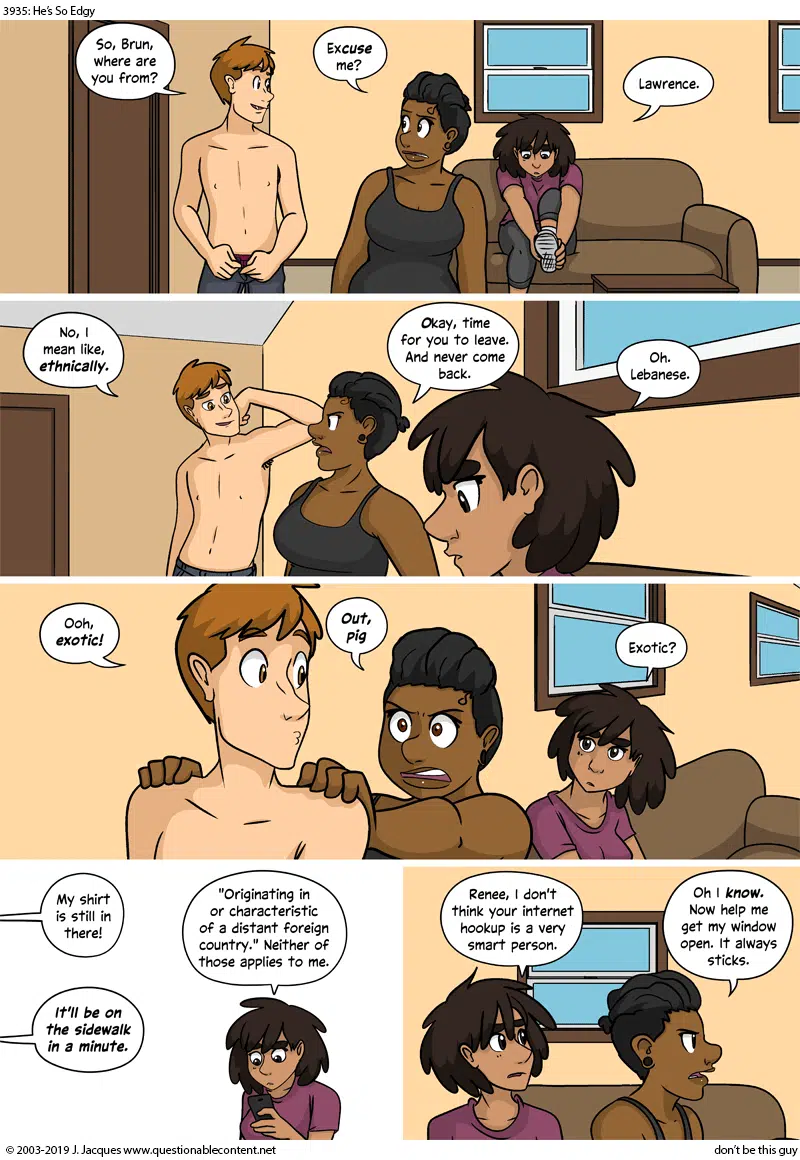 3935: He's So Edgy
So, Brun,
where are
you from?
Excuse
me?
Lawrence.
No, I
mean like,
ethnically.
Okay, time
for you to leave.
And never come
back.
Oh.
Lebanese.
Ooh,
exotic!
Out,
pig
Exotic?
My shirt
is still in
there!
"Originating in
or characteristic
of a distant foreign
country." Neither of
those applies to me.
It'll be on
the sidewalk
in a minute.
Renee, I don't
think your internet
hookup is a very
smart person.
Oh I know.
Now help me
get my window
open. It always
sticks.
© 2003-2019 J. Jacques www.questionablecontent.net
don't be this guy